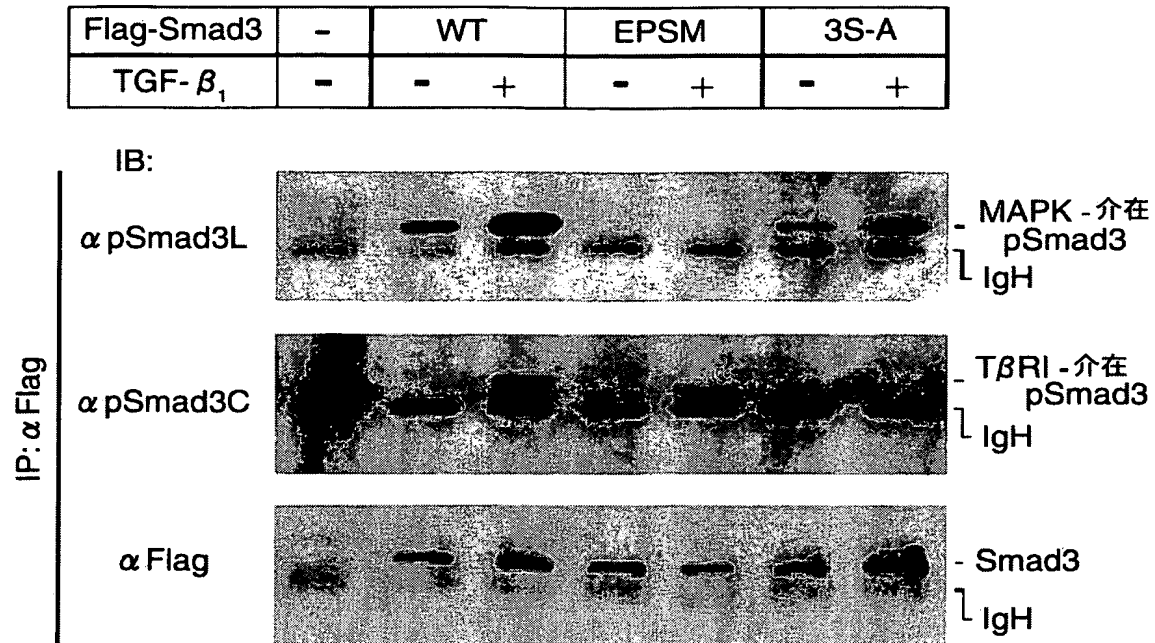 Flag-Smad3 - WT EPSM 3S-A
TGF-β₁ - - + - + - +
IB:
IP: α Flag
α pSmad3L
MAPK -介在
pSmad3
IgH
α pSmad3C
TβRI -介在
pSmad3
IgH
α Flag
Smad3
IgH